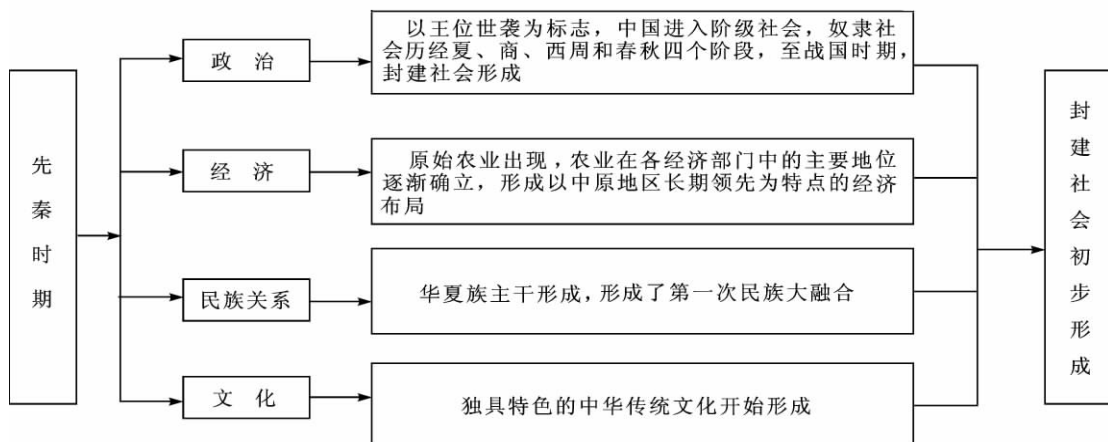 先秦时期
政 治
以王位世袭为标志，中国进入阶级社会，奴隶社
会历经夏、商、西周和春秋四个阶段，至战国时期，
封建社会形成
经 济
原始农业出现，农业在各经济部门中的主要地位
逐渐确立，形成以中原地区长期领先为特点的经济
布局
民族关系
华夏族主干形成，形成了第一次民族大融合
文 化
独具特色的中华传统文化开始形成
封建社会初步形成